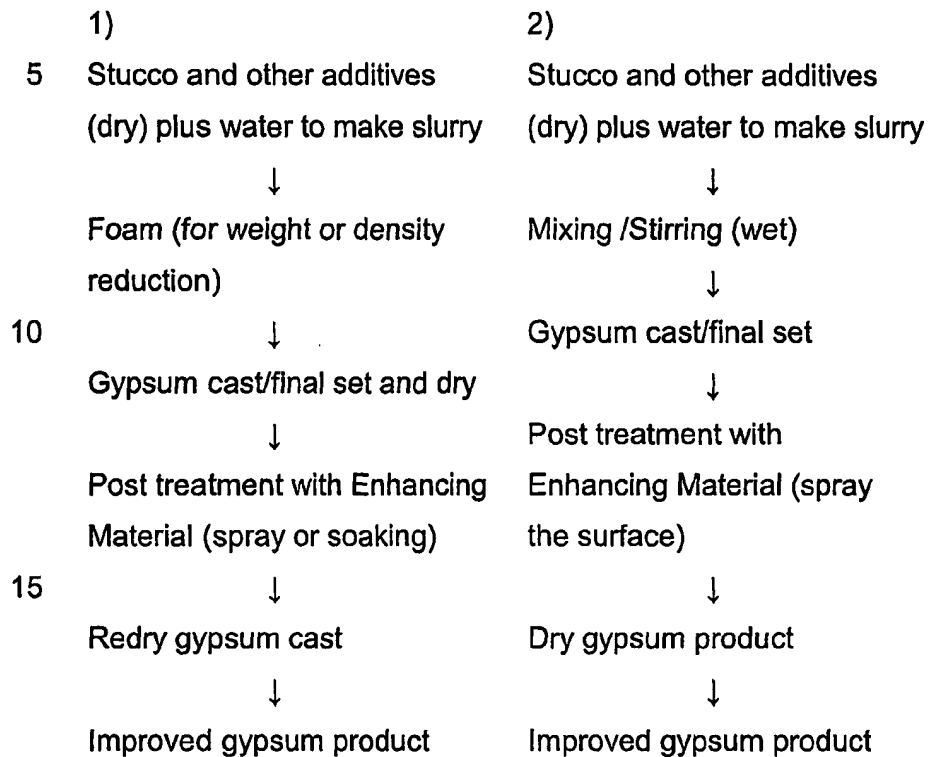 1)
5 Stucco and other additives
(dry) plus water to make slurry
↓
Foam (for weight or density
reduction)
10 ↓
Gypsum cast/final set and dry
↓
Post treatment with Enhancing
Material (spray or soaking)
15 ↓
Redry gypsum cast
↓
Improved gypsum product
2)
Stucco and other additives
(dry) plus water to make slurry
↓
Mixing /Stirring (wet)
↓
Gypsum cast/final set
↓
Post treatment with
Enhancing Material (spray
the surface)
↓
Dry gypsum product
↓
Improved gypsum product